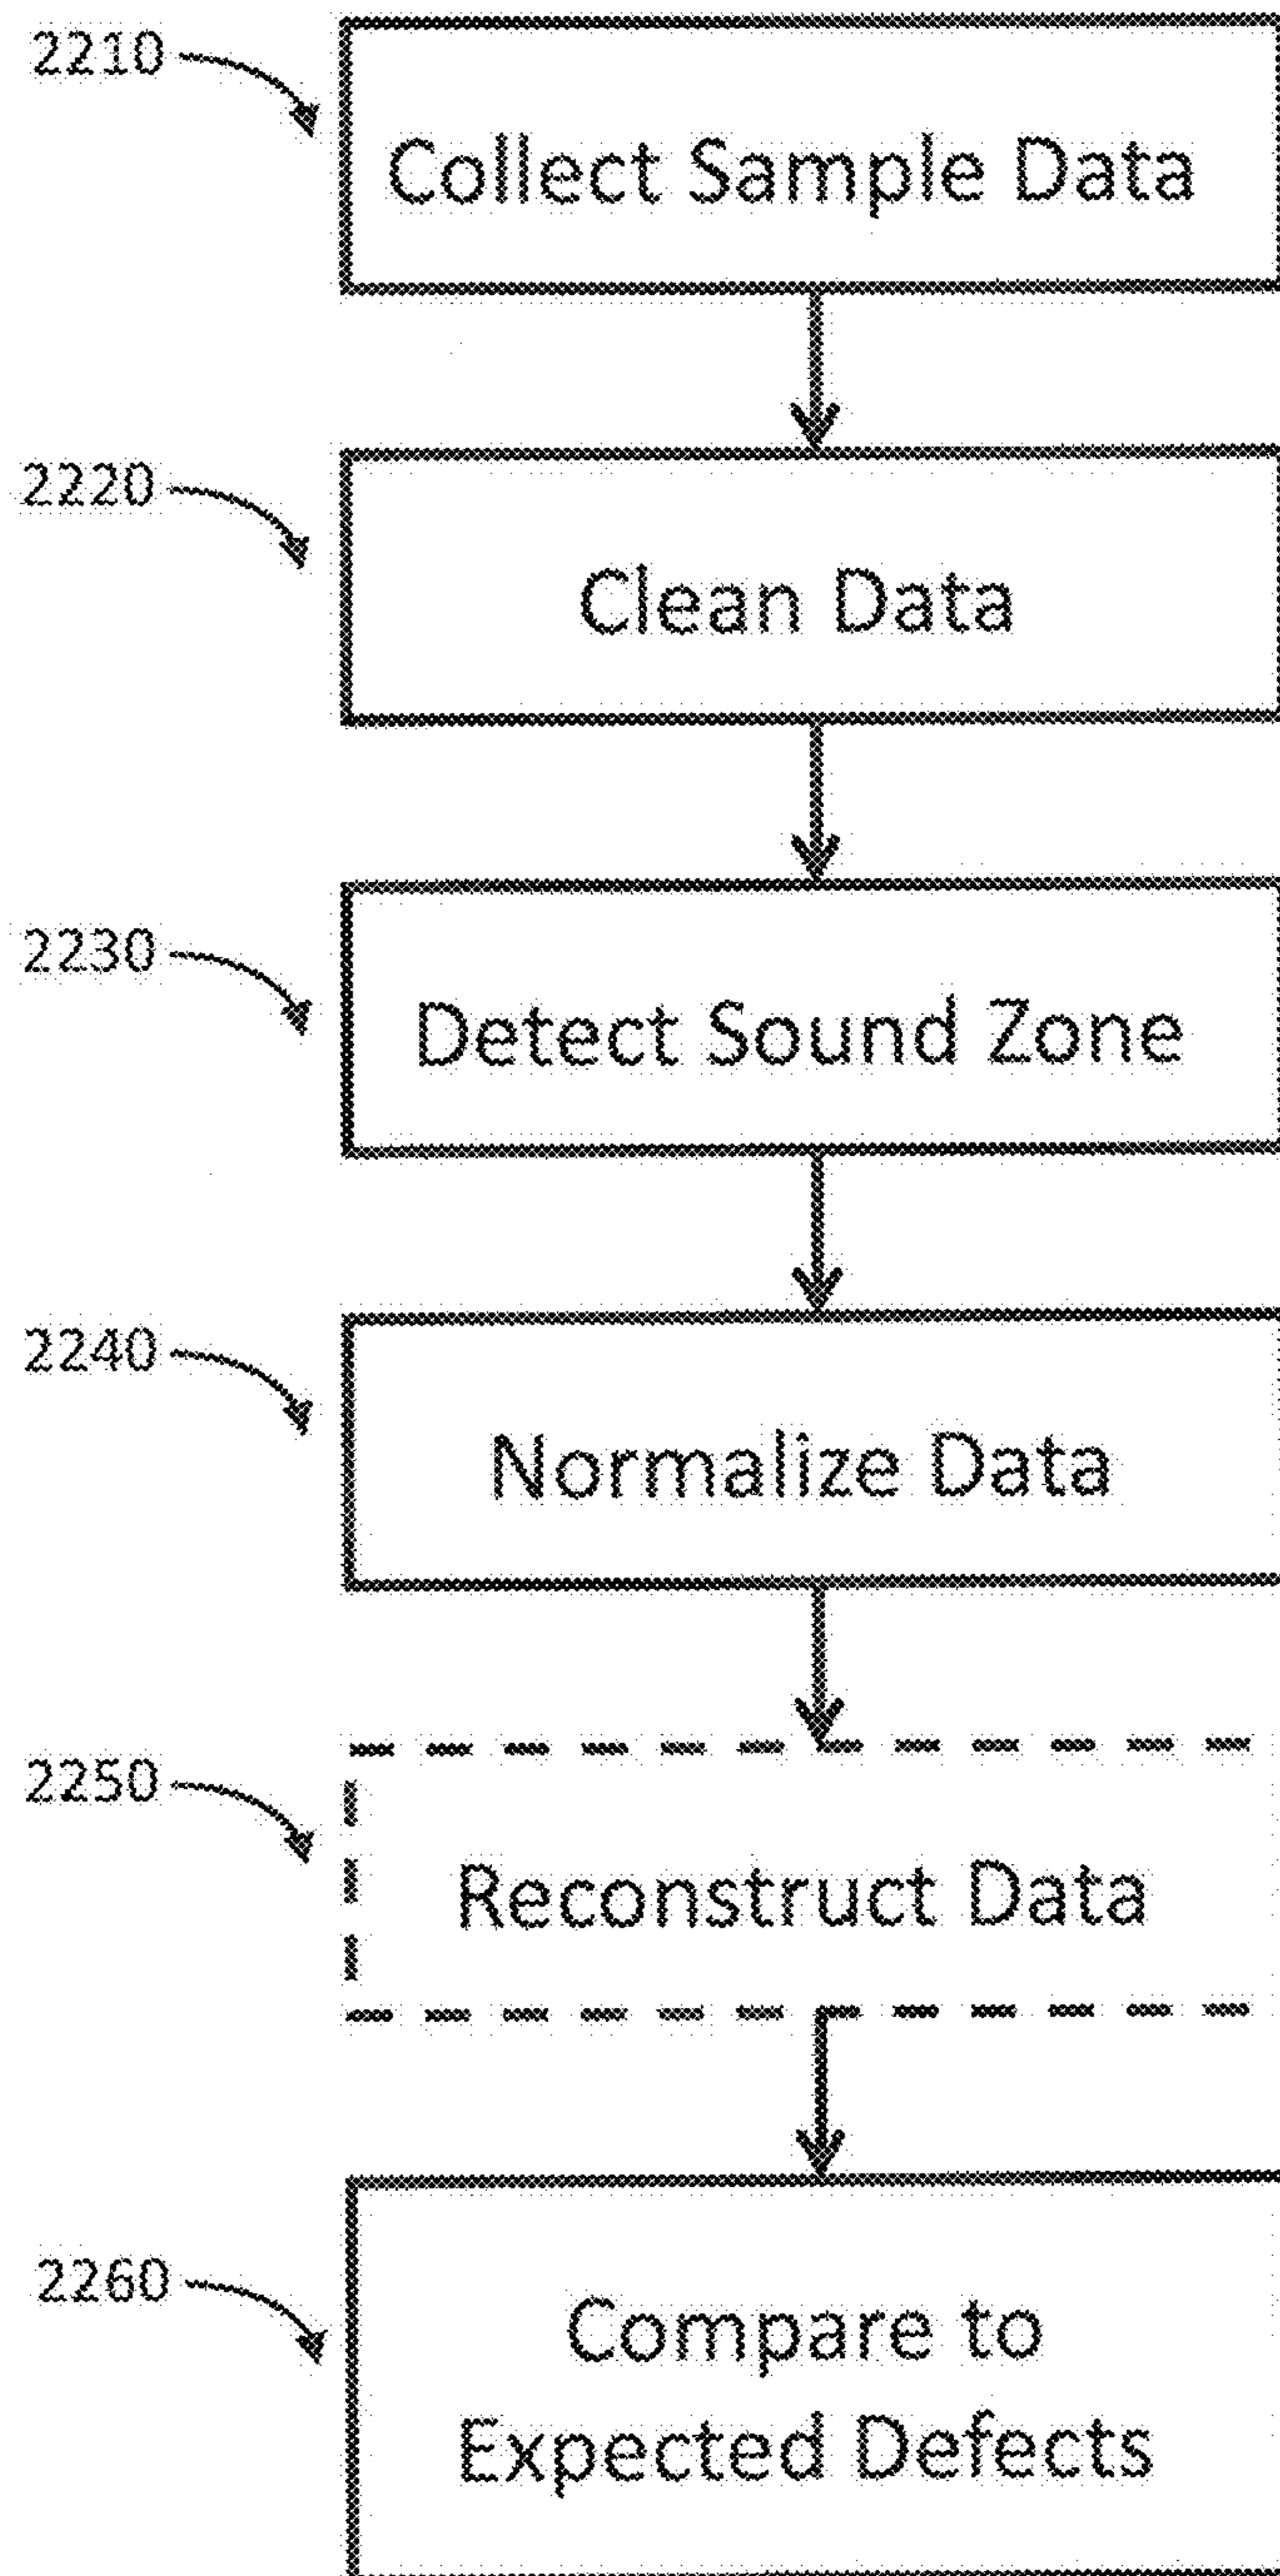 2210
Collect Sample Data
2220
Clean Data
2230
Detect Sound Zone
2240
Normalize Data
2250
Reconstruct Data
2260
Compare to
Expected Defects